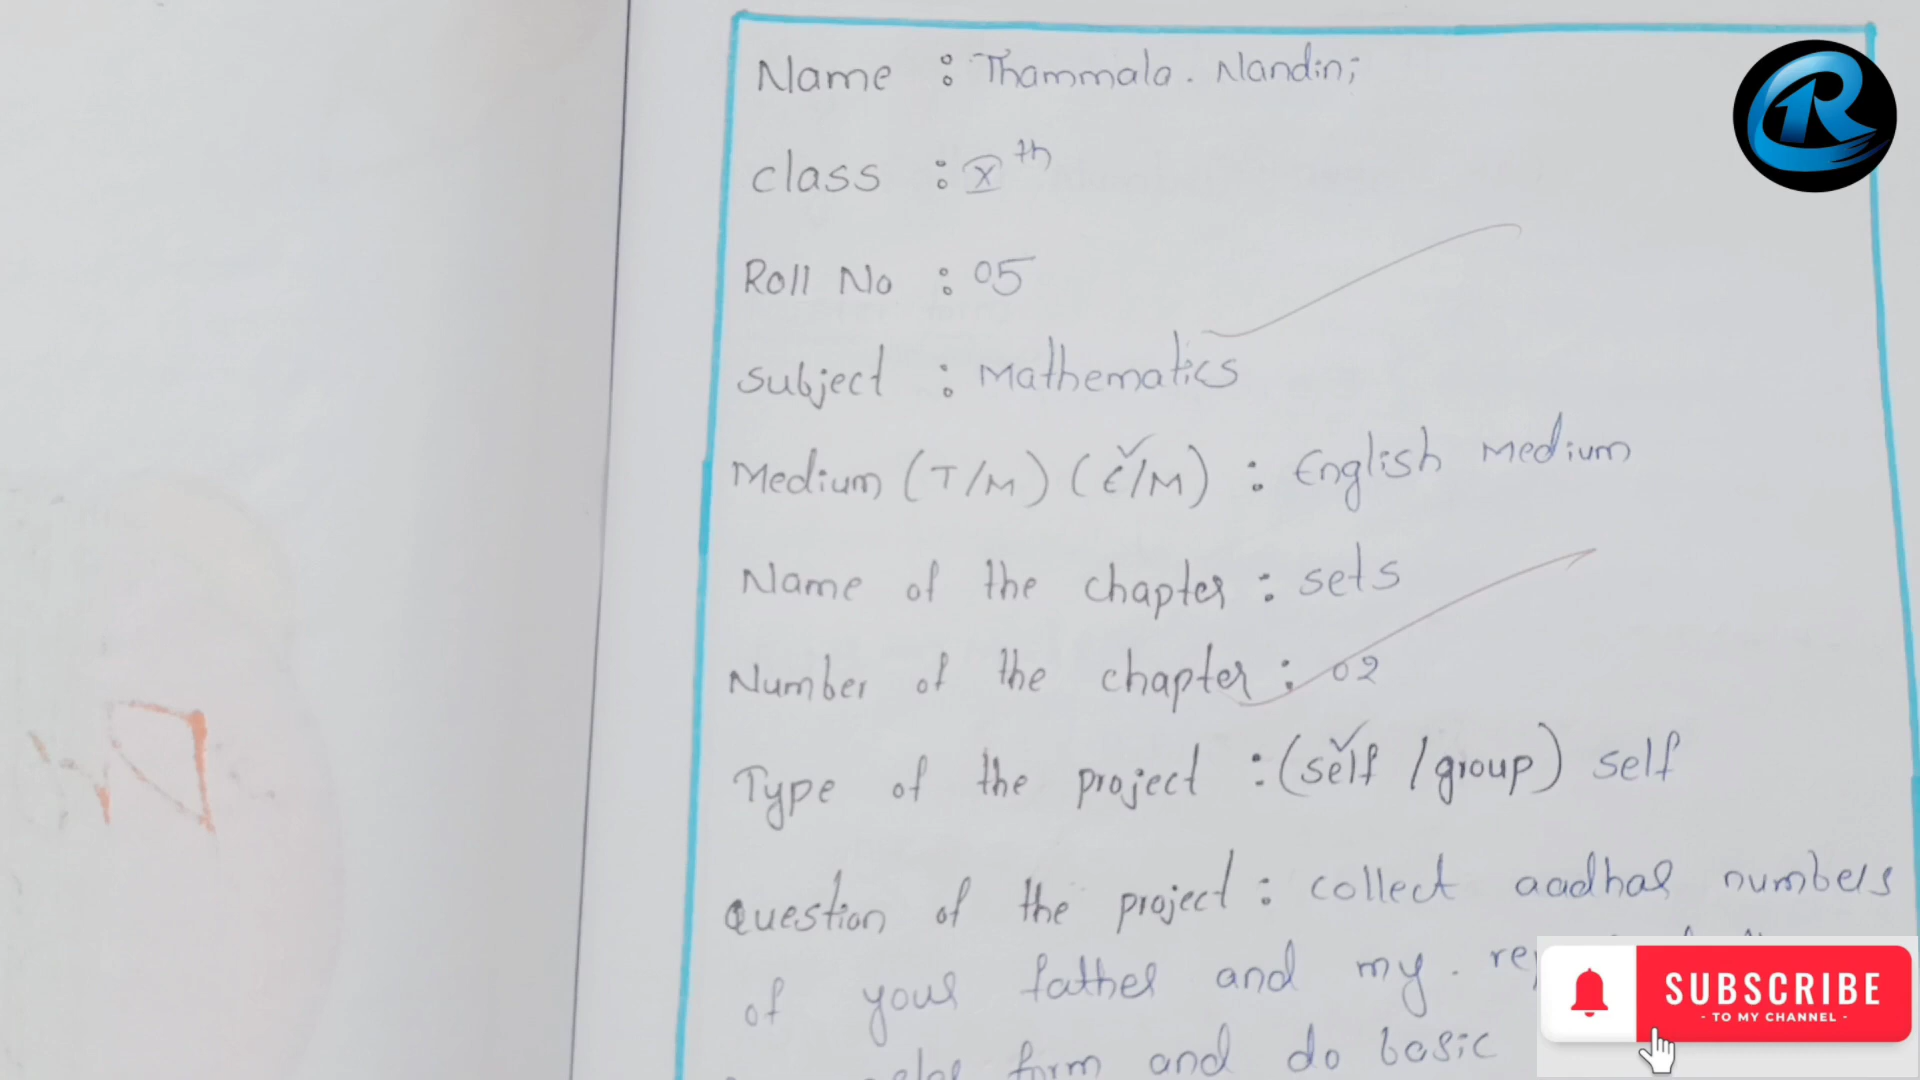 Name : Thammala. Nandini
class : Xth
Roll No : 05
subject : Mathematics
Medium (T/M) (E/M) : English Medium
Name of the chapter : sets
Number of the chapter : 02
Type of the project : (self / group) self
Question of the project : collect aadhar numbers
of your father and my.
form and do basic
SUBSCRIBE
- TO MY CHANNEL -